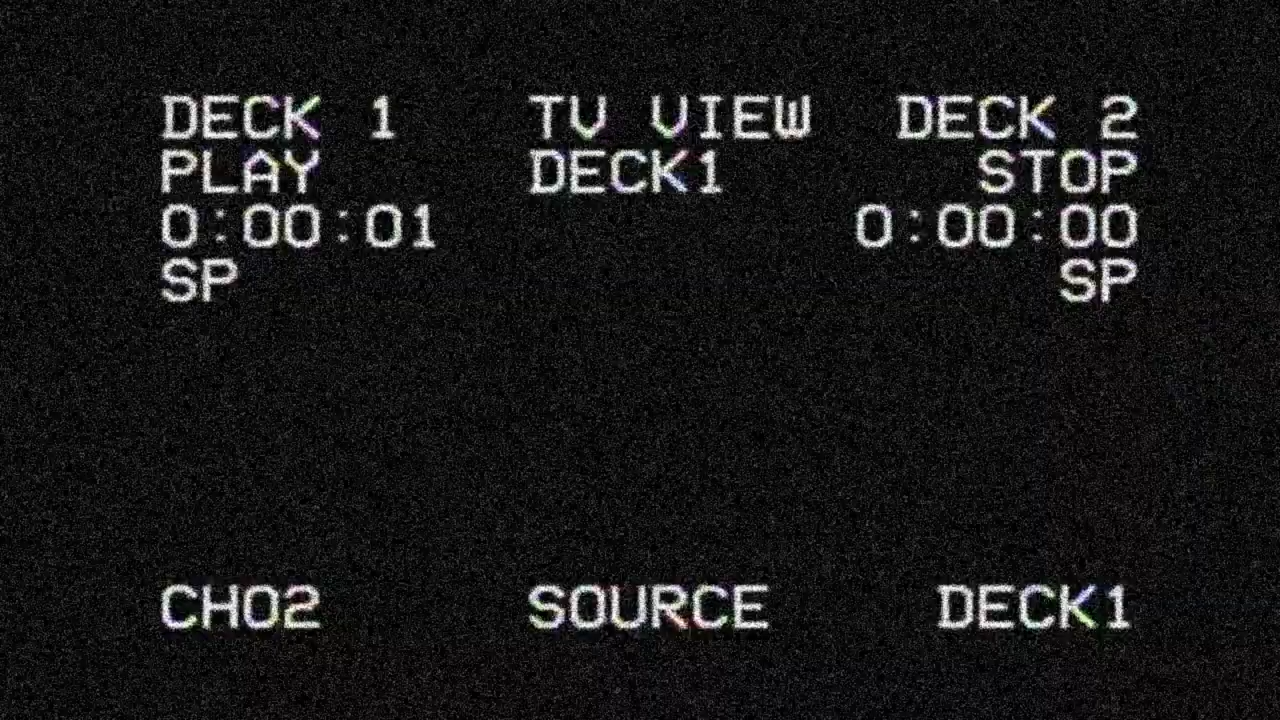 DECK 1 TV VIEW DECK 2
PLAY DECK1 STOP
0:00:01 0:00:00
SP SP
CH02 SOURCE DECK1